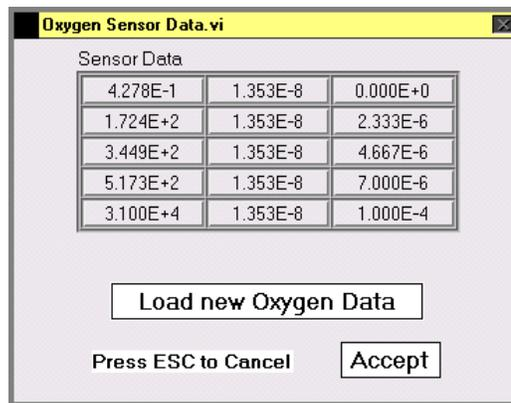 Oxygen Sensor Data.vi
Sensor Data
4.278E-1 1.353E-8 0.000E+0
1.724E+2 1.353E-8 2.333E-6
3.449E+2 1.353E-8 4.667E-6
5.173E+2 1.353E-8 7.000E-6
3.100E+4 1.353E-8 1.000E-4
Load new Oxygen Data
Press ESC to Cancel Accept